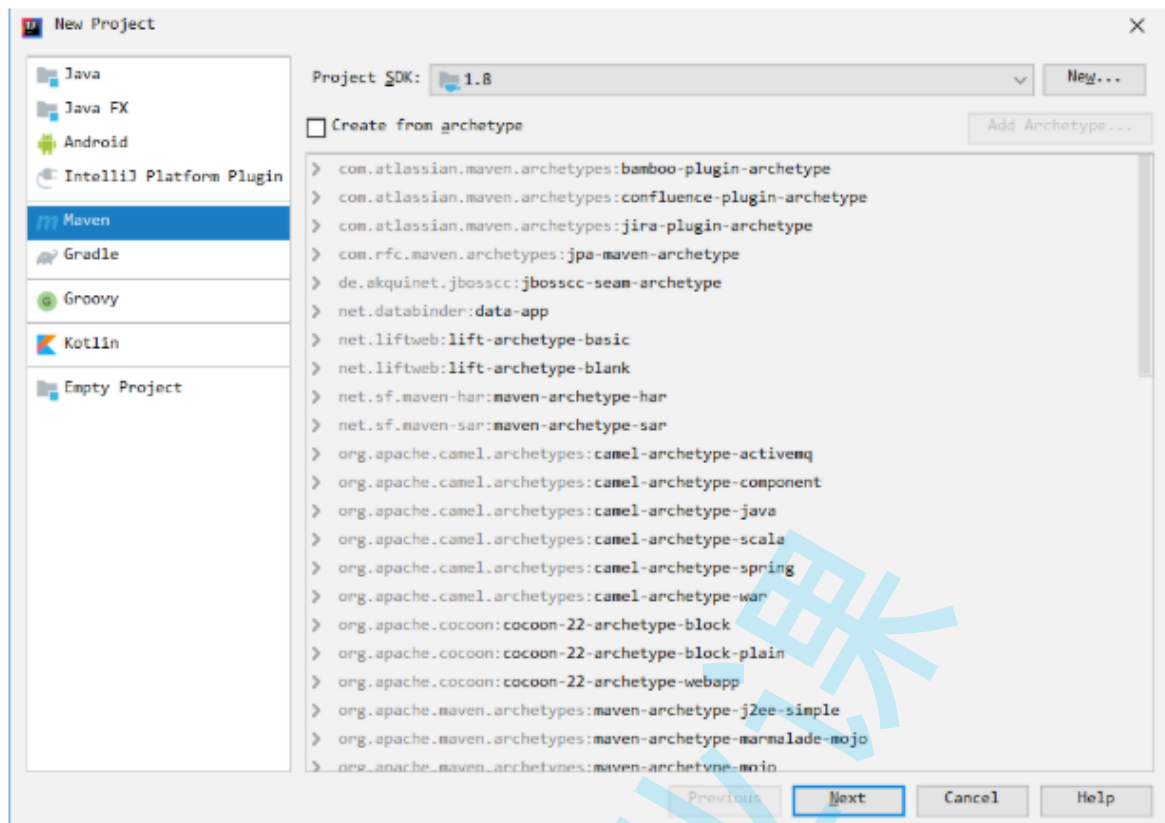 New Project
Java
Java FX
Android
IntelliJ Platform Plugin
Maven
Gradle
Groovy
Kotlin
Empty Project
Project SDK: 1.8 New...
Create from archetype Add Archetype...
com.atlassian.maven.archetypes:bamboo-plugin-archetype
com.atlassian.maven.archetypes:confluence-plugin-archetype
com.atlassian.maven.archetypes:jira-plugin-archetype
com.rfc.maven.archetypes:jpa-maven-archetype
de.akquinet.jbosscc:jbosscc-seam-archetype
net.databinder:data-app
net.liftweb:lift-archetype-basic
net.liftweb:lift-archetype-blank
net.sf.maven-har:maven-archetype-har
net.sf.maven-sar:maven-archetype-sar
org.apache.camel.archetypes:camel-archetype-activemq
org.apache.camel.archetypes:camel-archetype-component
org.apache.camel.archetypes:camel-archetype-java
org.apache.camel.archetypes:camel-archetype-scala
org.apache.camel.archetypes:camel-archetype-spring
org.apache.camel.archetypes:camel-archetype-war
org.apache.cocoon:cocoon-22-archetype-block
org.apache.cocoon:cocoon-22-archetype-block-plain
org.apache.cocoon:cocoon-22-archetype-webapp
org.apache.maven.archetypes:maven-archetype-j2ee-simple
org.apache.maven.archetypes:maven-archetype-marmalade-mojo
org.apache.maven.archetypes:maven-archetype-mojo
Previous Next Cancel Help
课